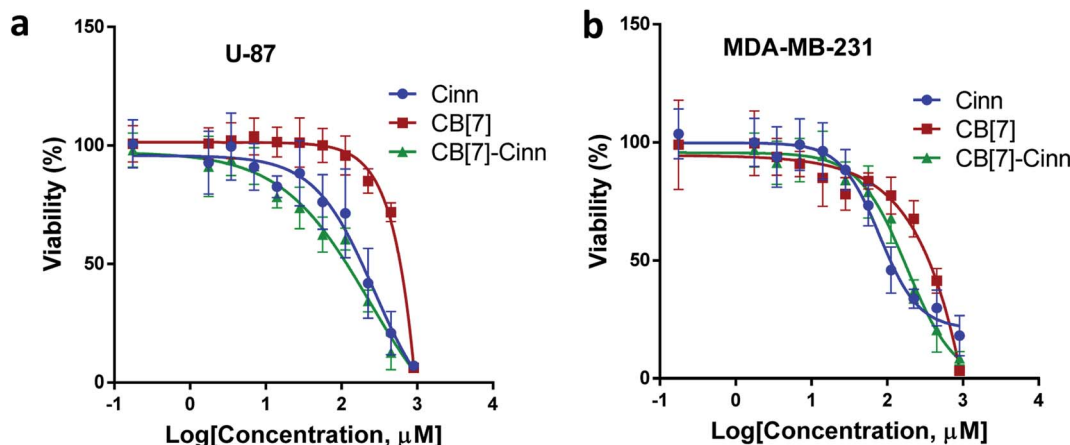 a
U-87
150
100
50
0
Viability (%)
Cinn
CB[7]
CB[7]-Cinn
-1 0 1 2 3 4
Log[Concentration, μM]
b
MDA-MB-231
150
100
50
0
Viability (%)
Cinn
CB[7]
CB[7]-Cinn
-1 0 1 2 3 4
Log[Concentration, μM]